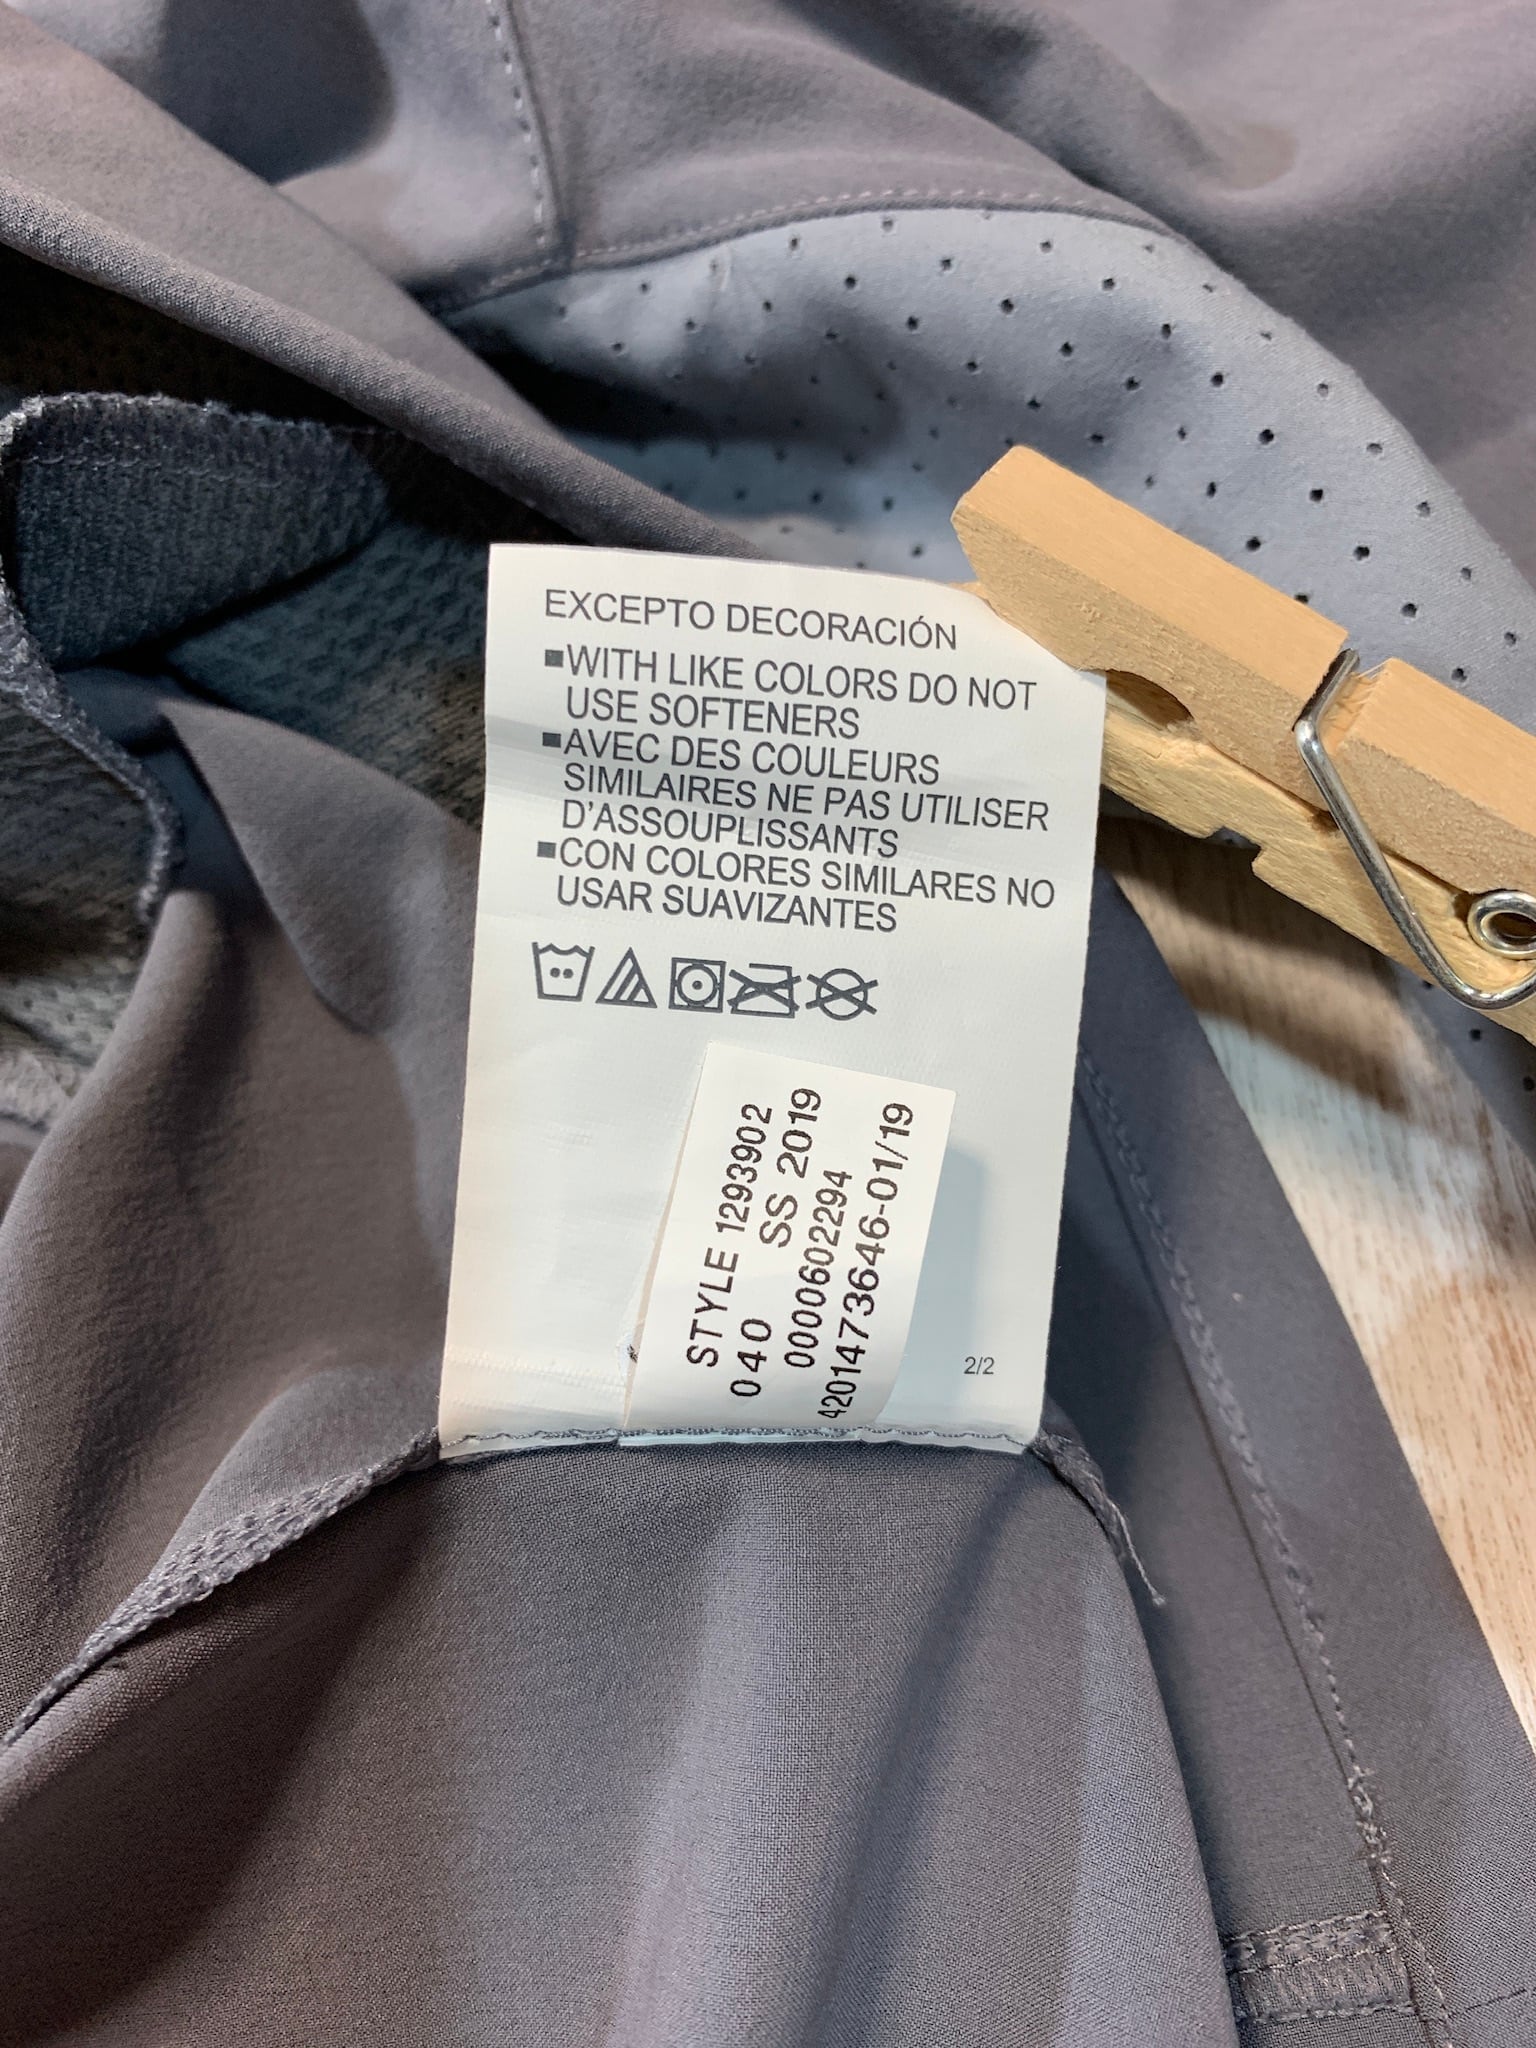 EXCEPTO DECORACIÓN
■WITH LIKE COLORS DO NOT
USE SOFTENERS
■AVEC DES COULEURS
SIMILAIRES NE PAS UTILISER
D'ASSOUPLISSANTS
■CON COLORES SIMILARES NO
USAR SUAVIZANTES
STYLE 1293902
040 SS 2019
0000602294
4201473646-01/19
2/2